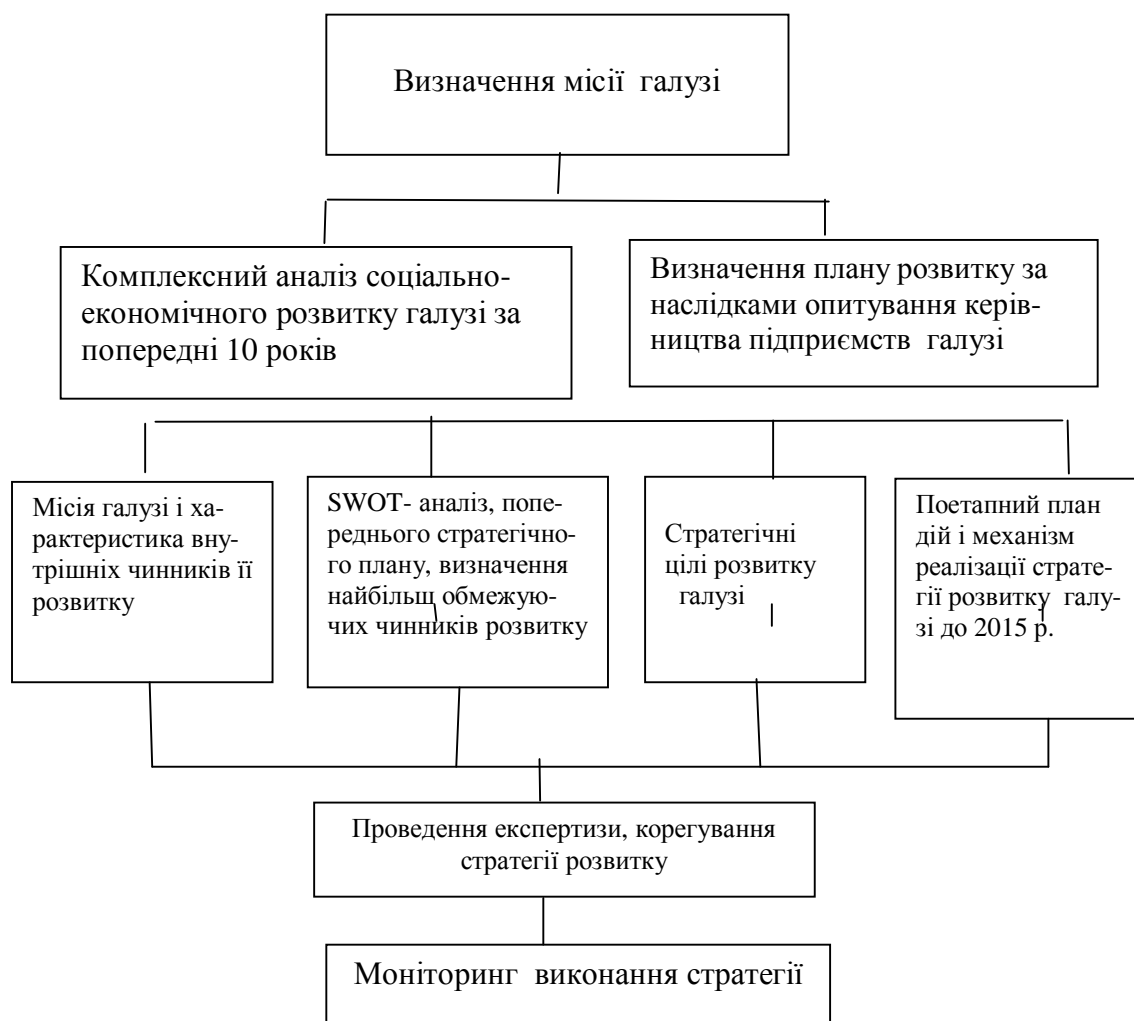 Визначення місії галузі
Комплексний аналіз соціально-
економічного розвитку галузі за
попередні 10 років
Визначення плану розвитку за
наслідками опитування керів-
ництва підприємств галузі
Місія галузі і ха-
рактеристика вну-
трішніх чинників її
розвитку
SWOT- аналіз, попе-
реднього стратегічно-
го плану, визначення
найбільш обмежую-
чих чинників розвитку
Стратегічні
цілі розвитку
галузі
Поетапний план
дій і механізм
реалізації страте-
гії розвитку галу-
зі до 2015 р.
Проведення експертизи, корегування
стратегії розвитку
Моніторинг виконання стратегії